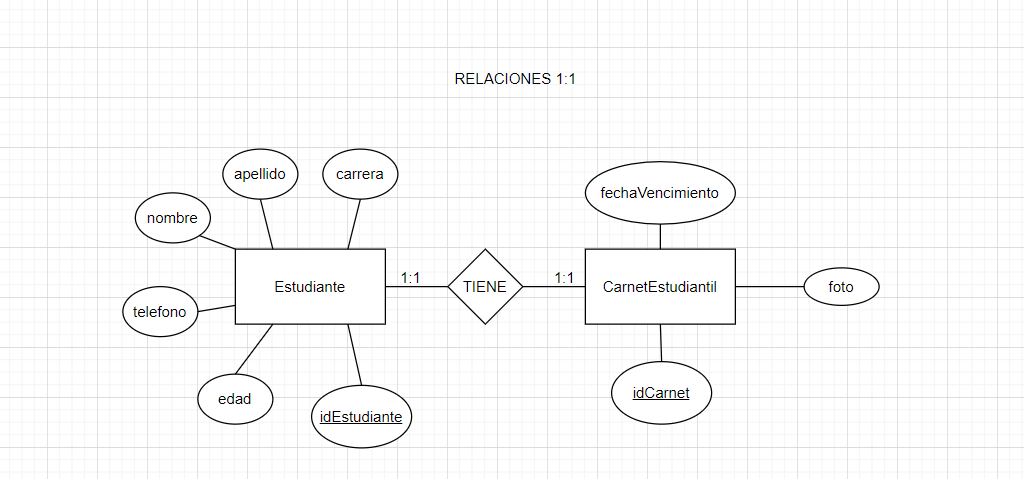 RELACIONES 1:1
apellido
carrera
nombre
telefono
edad
idEstudiante
Estudiante
1:1
TIENE
1:1
CarnetEstudiantil
fechaVencimiento
foto
idCarnet